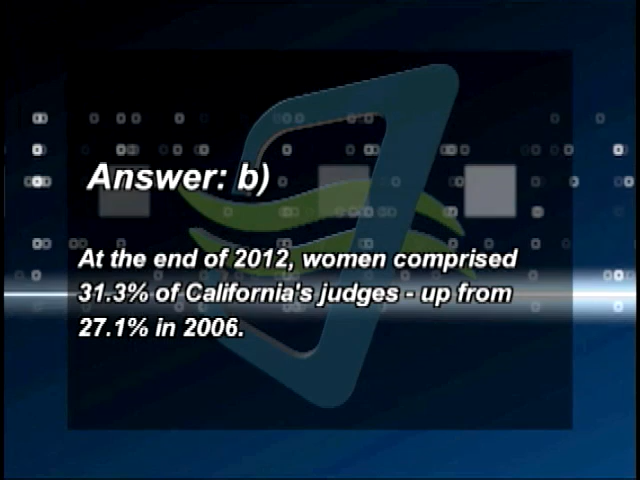 Answer: b)
At the end of 2012, women comprised
31.3% of California's judges - up from
27.1% in 2006.